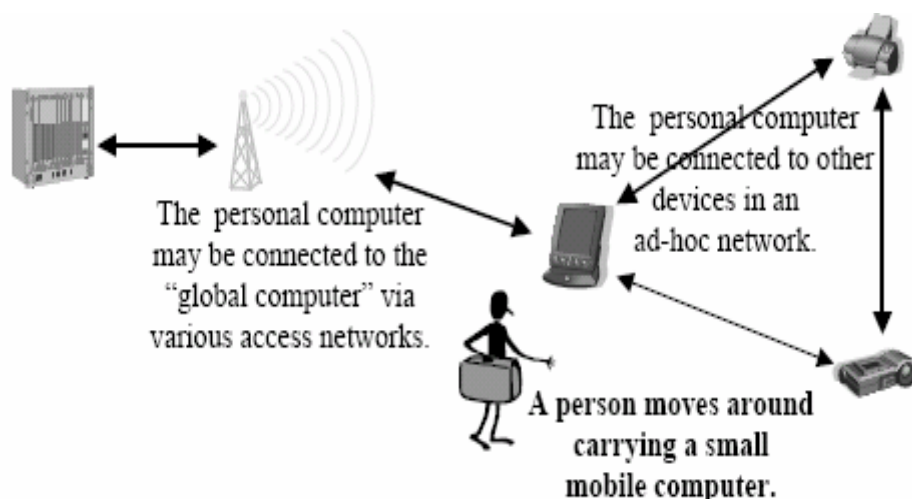 The personal computer
may be connected to the
“global computer” via
various access networks.
The personal computer
may be connected to other
devices in an
ad-hoc network.
A person moves around
carrying a small
mobile computer.